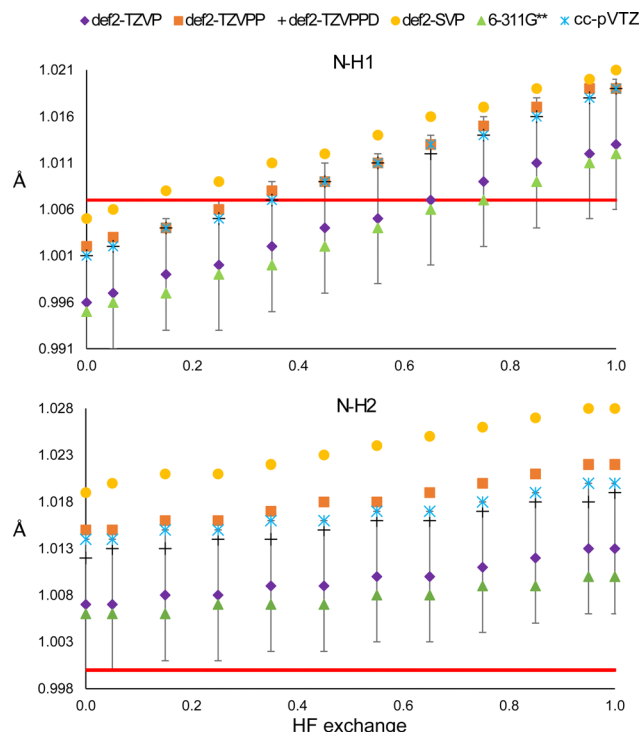 def2-TZVP def2-TZVPP def2-TZVPPD def2-SVP 6-311G** cc-pVTZ
N-H1
1.021
1.016
1.011
Å
1.006
1.001
0.996
0.991
0.0 0.2 0.4 0.6 0.8 1.0
N-H2
1.028
1.023
1.018
Å
1.013
1.008
1.003
0.998
0.0 0.2 0.4 0.6 0.8 1.0
HF exchange